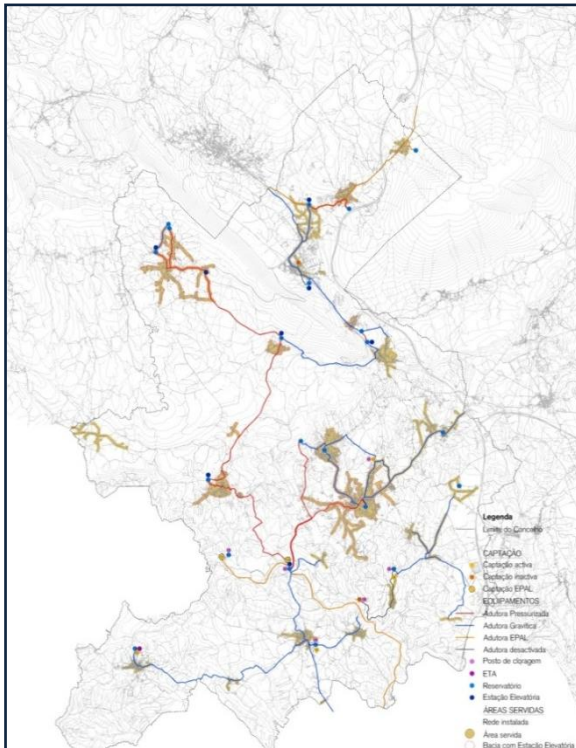 Legenda
Limite do Concelho
CAPTAÇÃO
Captação activa
Captação inactiva
Captação EPAL
EQUIPAMENTOS
Adutora Pressurizada
Adutora Gravítica
Adutora EPAL
Adutora desactivada
Posto de cloragem
ETA
Reservatório
Estação Elevatória
ÁREAS SERVIDAS
Rede instalada
Área servida
Bacia com Estação Elevatória